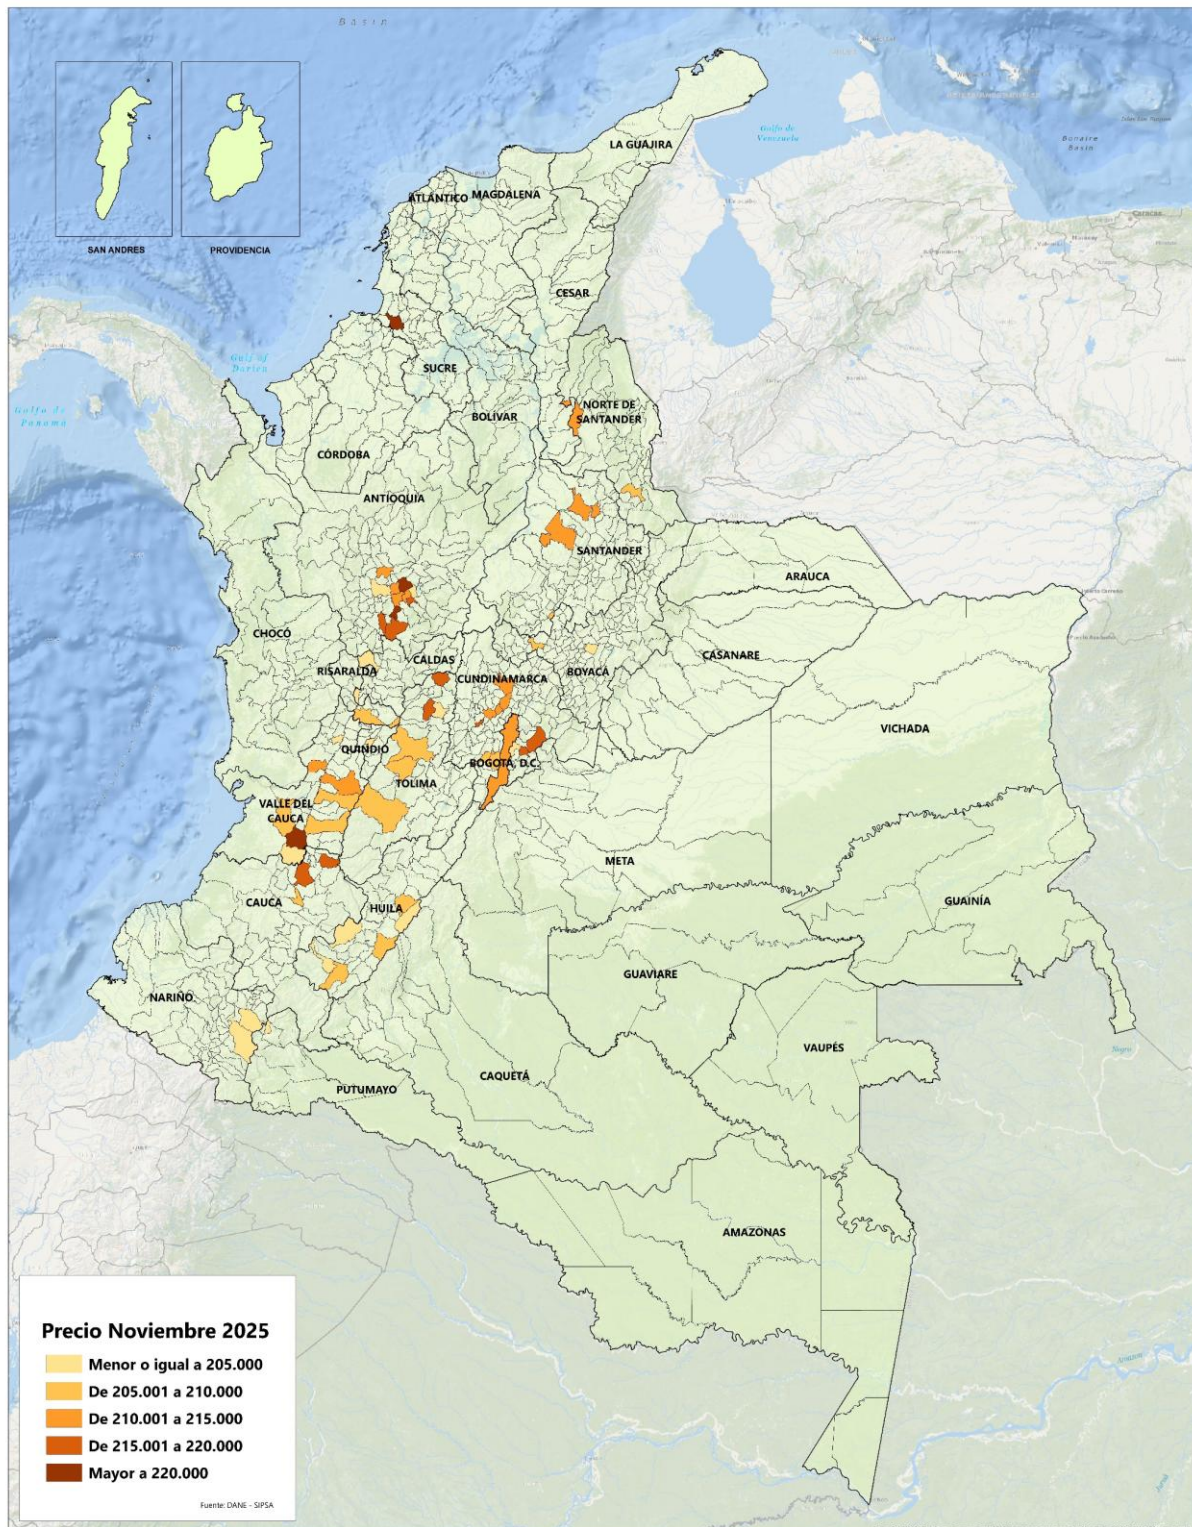 Basin
Golfo de
Venezuela
Bonaire
Basin
LA GUAJIRA
ATLÁNTICO
MAGDALENA
SAN ANDRES
PROVIDENCIA
CESAR
Gulf of
Darien
Golfo de
Panamá
SUCRE
BOLÍVAR
NORTE DE
SANTANDER
CÓRDOBA
ANTIOQUIA
SANTANDER
ARAUCA
CHOCÓ
RISARALDA
CALDAS
CUNDINAMARCA
BOYACÁ
CASANARE
VICHADA
QUINDÍO
TOLIMA
BOGOTÁ, D.C.
VALLE DEL
CAUCA
META
CAUCA
HUILA
GUAINÍA
GUAVIARE
NARIÑO
VAUPÉS
CAQUETÁ
PUTUMAYO
AMAZONAS
Precio Noviembre 2025
Menor o igual a 205.000
De 205.001 a 210.000
De 210.001 a 215.000
De 215.001 a 220.000
Mayor a 220.000
Fuente: DANE - SIPSA